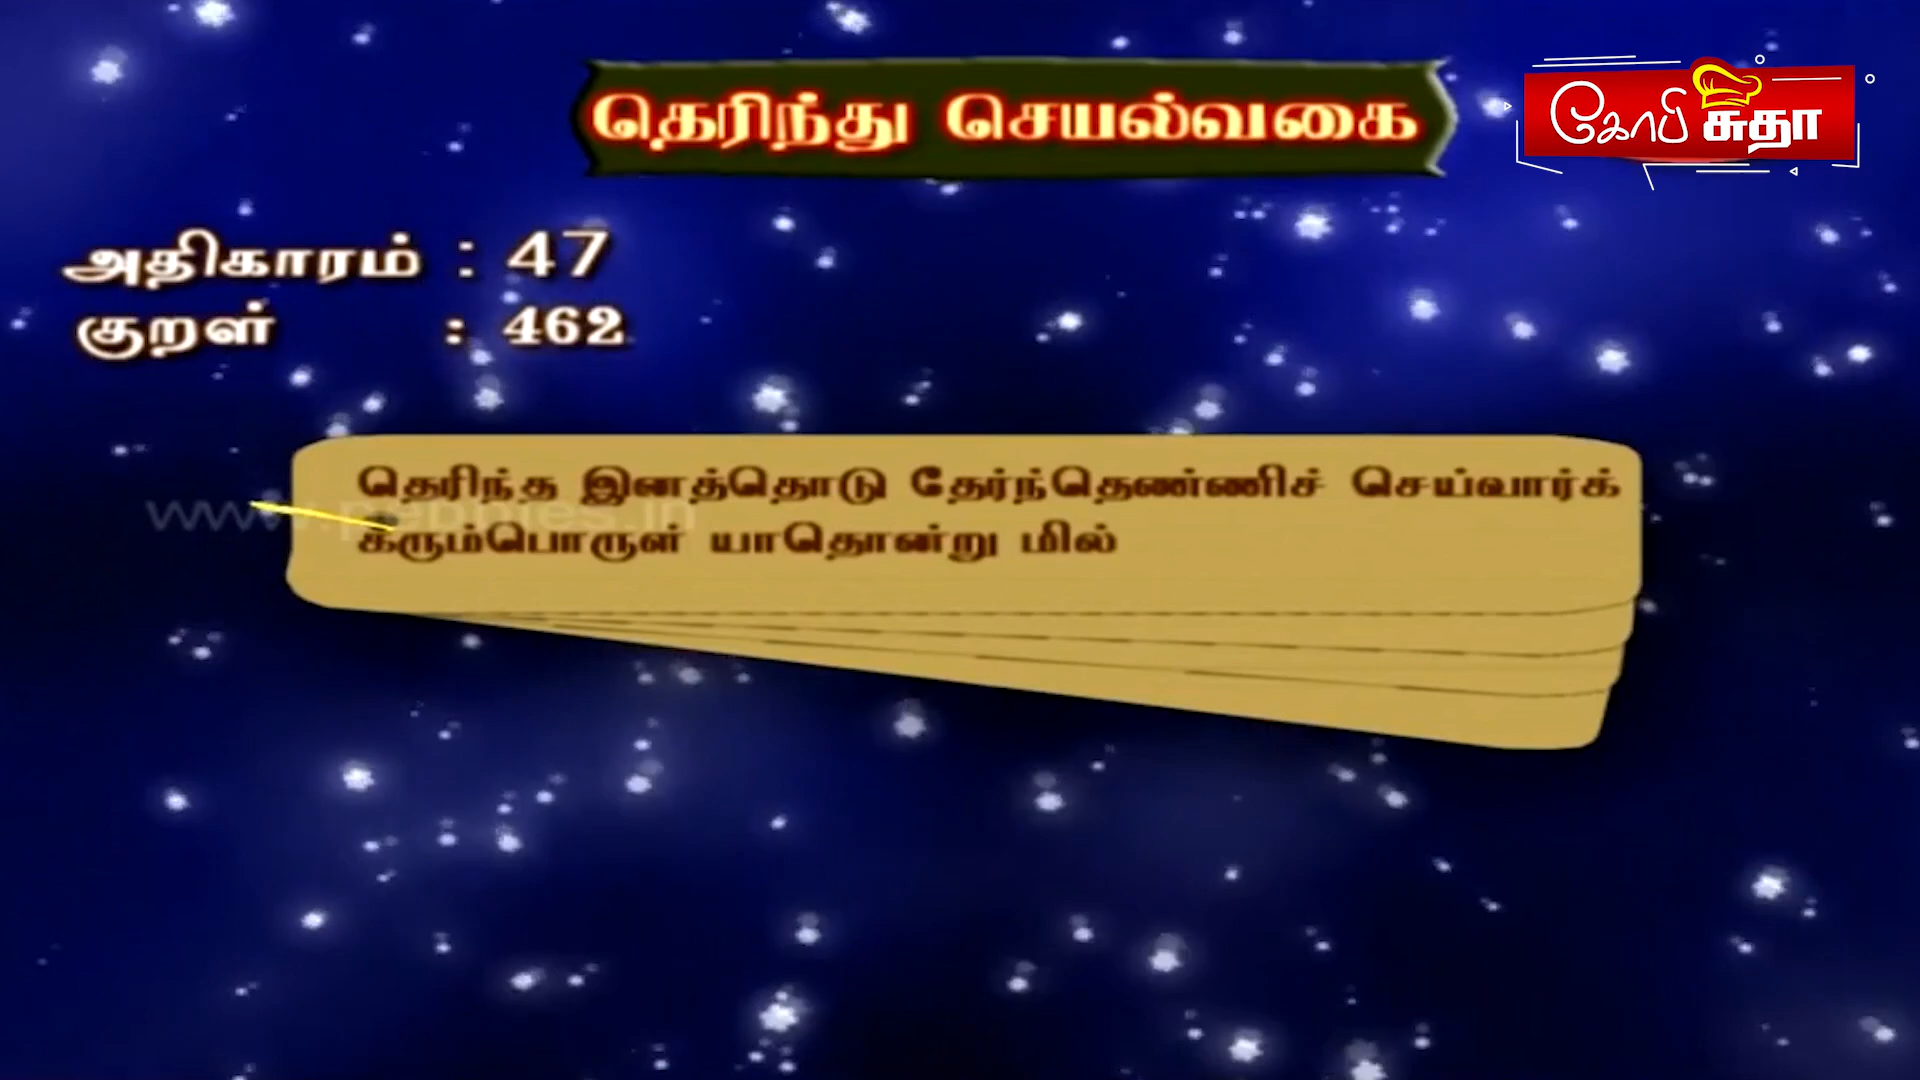 தெரிந்து செயல்வகை
கோபி சுதா
அதிகாரம் : 47
குறள் : 462
தெரிந்த இனத்தொடு தேர்ந்தெண்ணிச் செய்வார்க்
கரும்பொருள் யாதொன்று மில்